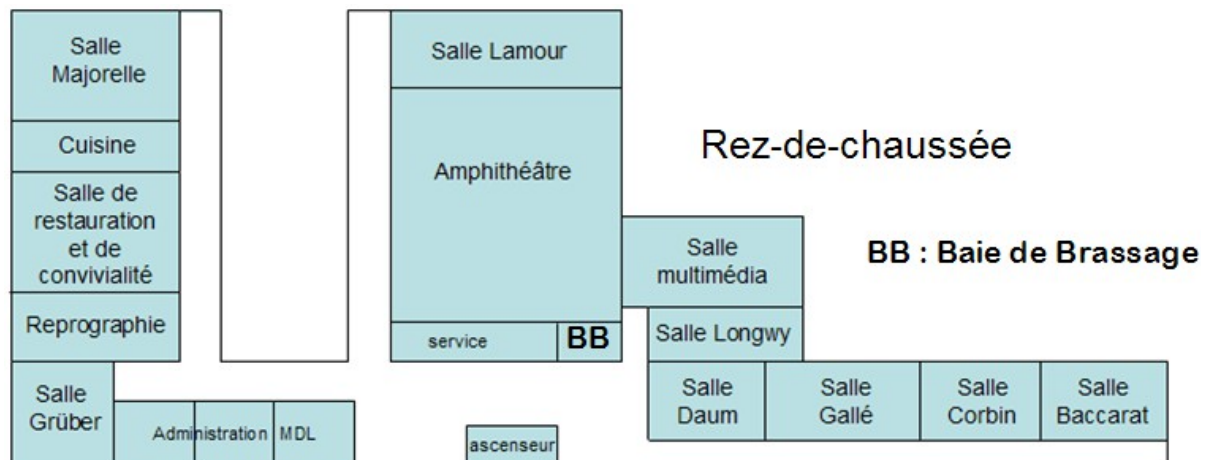 Salle
Majorelle
Cuisine
Salle de
restauration
et de
convivialité
Reprographie
Salle
Grüber
Administration
MDL
Salle Lamour
Amphithéâtre
service
BB
ascenseur
Rez-de-chaussée
BB : Baie de Brassage
Salle
multimédia
Salle Longwy
Salle
Daum
Salle
Gallé
Salle
Corbin
Salle
Baccarat